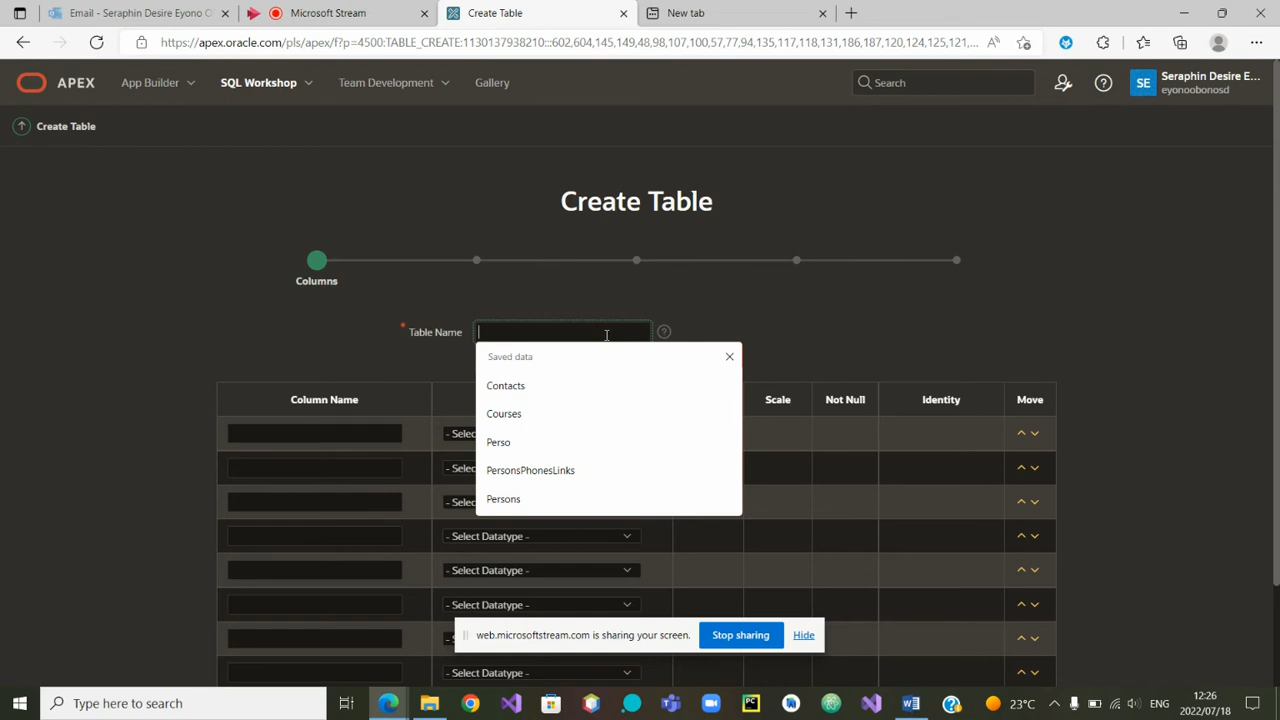 Email - Seraphin Desire Eyono O
Microsoft Stream
Create Table
New tab
https://apex.oracle.com/pls/apex/f?p=4500:TABLE_CREATE:1130137938210:::602,604,145,149,48,98,107,100,57,77,94,135,117,118,131,186,187,120,124,125,121,...
APEX
App Builder
SQL Workshop
Team Development
Gallery
Search
SE
Seraphin Desire E...
eyonoobonosd
Create Table
Create Table
Columns
* Table Name
Saved data
Contacts
Courses
Perso
PersonsPhonesLinks
Persons
Column Name
Scale
Not Null
Identity
Move
- Selec
- Selec
- Selec
- Select Datatype -
- Select Datatype -
- Select Datatype -
- S
- Select Datatype -
web.microsoftstream.com is sharing your screen.
Stop sharing
Hide
Type here to search
PC
W
23°C
ENG
12:26
2022/07/18